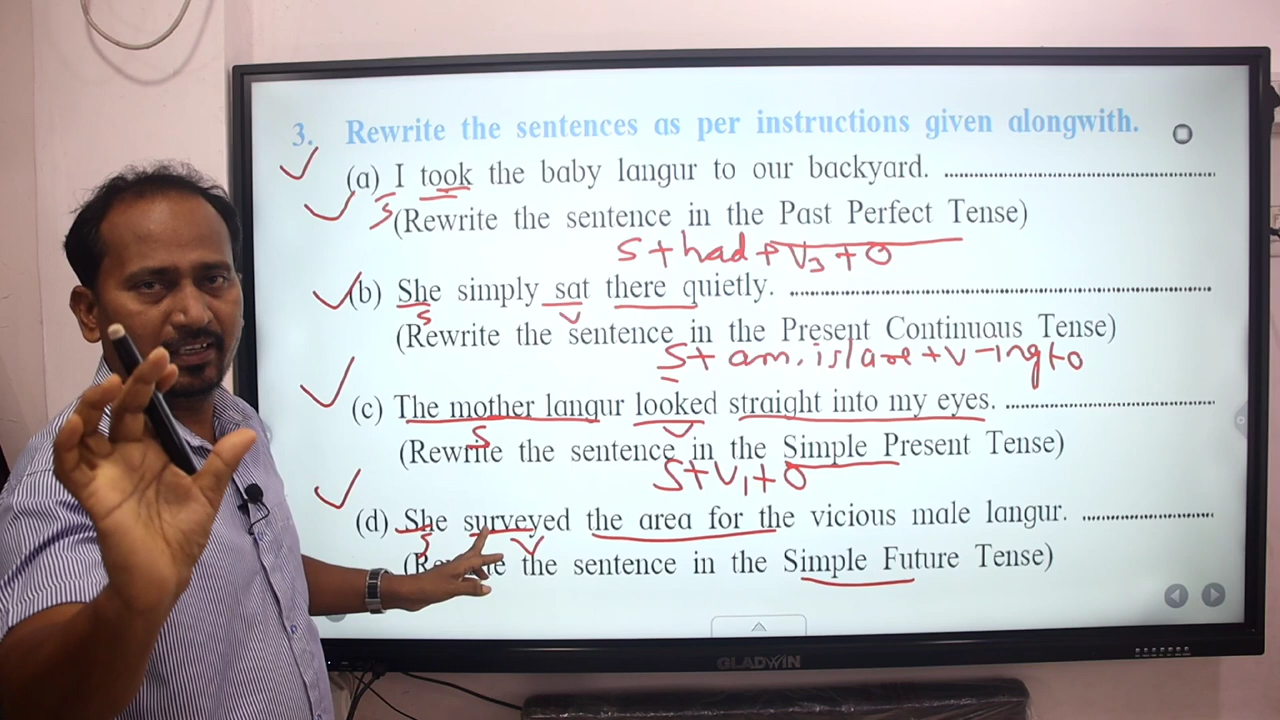 3. Rewrite the sentences as per instructions given alongwith.
(a) I took the baby langur to our backyard. ................................
S (Rewrite the sentence in the Past Perfect Tense)
S + had + V3 + O
(b) She simply sat there quietly. ................................
S V
(Rewrite the sentence in the Present Continuous Tense)
S + am, is/are + V-ing + O
(c) The mother langur looked straight into my eyes. ................................
S V
(Rewrite the sentence in the Simple Present Tense)
S + V1 + O
(d) She surveyed the area for the vicious male langur. ................................
S V
the sentence in the Simple Future Tense)
GLADWIN